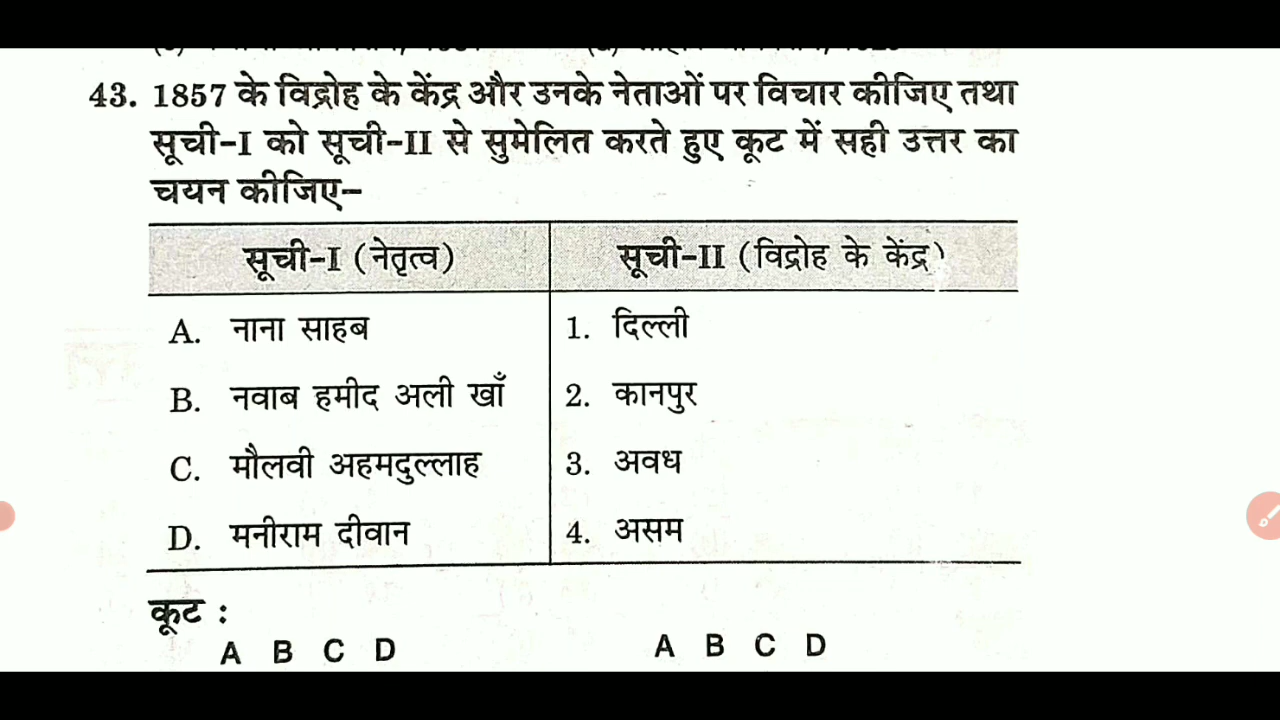 43. 1857 के विद्रोह के केंद्र और उनके नेताओं पर विचार कीजिए तथा
सूची-I को सूची-II से सुमेलित करते हुए कूट में सही उत्तर का
चयन कीजिए–
सूची-I (नेतृत्व) सूची-II (विद्रोह के केंद्र)
A. नाना साहब 1. दिल्ली
B. नवाब हमीद अली खाँ 2. कानपुर
C. मौलवी अहमदुल्लाह 3. अवध
D. मनीराम दीवान 4. असम
कूट :
A B C D A B C D